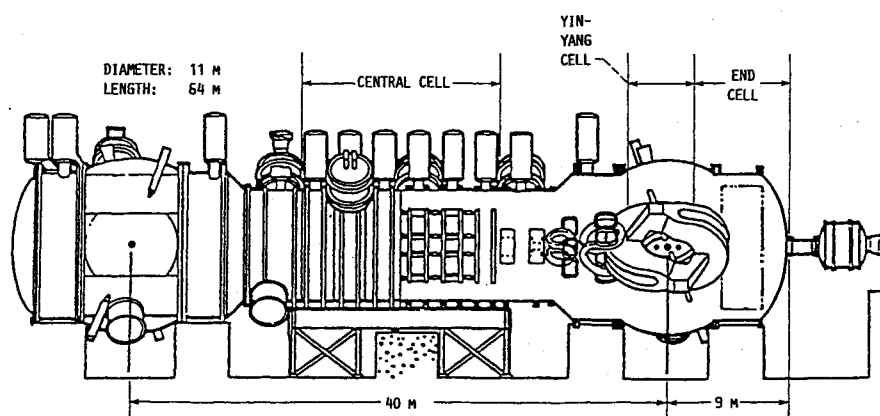 YIN-
YANG
CELL
DIAMETER: 11 M
LENGTH: 64 M
CENTRAL CELL
END
CELL
40 M
9 M